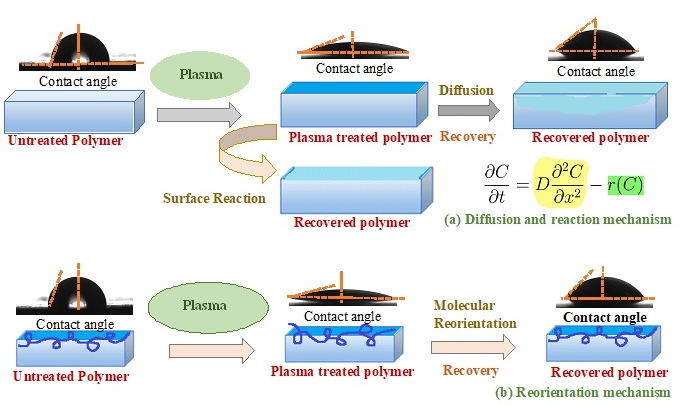 Contact angle
Plasma
Contact angle
Contact angle
Untreated Polymer
Plasma treated polymer
Diffusion
Recovery
Recovered polymer
Surface Reaction
Recovered polymer
∂C/∂t = D ∂²C/∂x² − r(C)
(a) Diffusion and reaction mechanism
Contact angle
Plasma
Contact angle
Molecular
Reorientation
Contact angle
Untreated Polymer
Plasma treated polymer
Recovery
Recovered polymer
(b) Reorientation mechanism